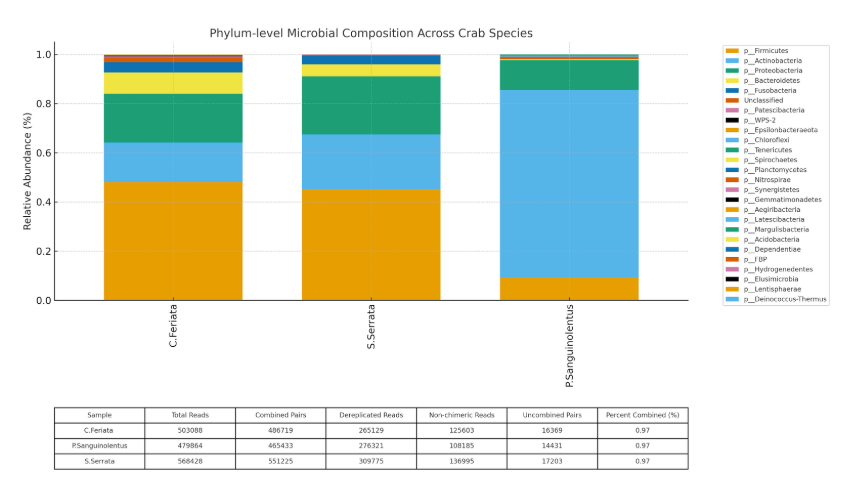 Phylum-level Microbial Composition Across Crab Species
Relative Abundance (%)
1.0
0.8
0.6
0.4
0.2
0.0
C.Feriata
S.Serrata
P.Sanguinolentus
p__Firmicutes
p__Actinobacteria
p__Proteobacteria
p__Bacteroidetes
p__Fusobacteria
Unclassified
p__Patescibacteria
p__WPS-2
p__Epsilonbacteraeota
p__Chloroflexi
p__Tenericutes
p__Spirochaetes
p__Planctomycetes
p__Nitrospirae
p__Synergistetes
p__Gemmatimonadetes
p__Aegiribacteria
p__Latescibacteria
p__Margulisbacteria
p__Acidobacteria
p__Dependentiae
p__FBP
p__Hydrogenedentes
p__Elusimicrobia
p__Lentisphaerae
p__Deinococcus-Thermus
Sample Total Reads Combined Pairs Dereplicated Reads Non-chimeric Reads Uncombined Pairs Percent Combined (%)
C.Feriata 503088 486719 265129 125603 16369 0.97
P.Sanguinolentus 479864 465433 276321 108185 14431 0.97
S.Serrata 568428 551225 309775 136995 17203 0.97